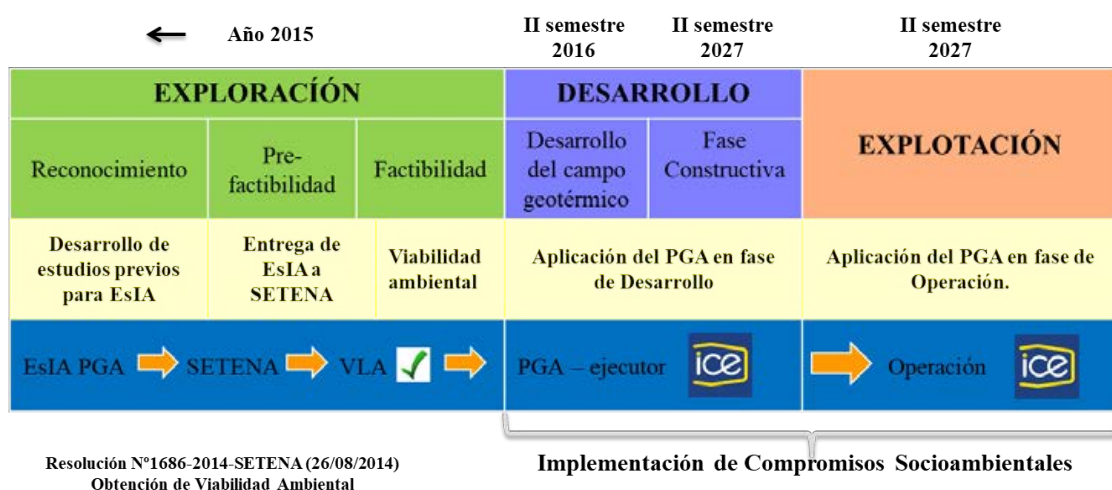 Año 2015
II semestre
2016
II semestre
2027
II semestre
2027
EXPLORACÍÓN
DESARROLLO
EXPLOTACIÓN
Reconocimiento
Pre-
factibilidad
Factibilidad
Desarrollo
del campo
geotérmico
Fase
Constructiva
Desarrollo de
estudios previos
para EsIA
Entrega de
EsIA a
SETENA
Viabilidad
ambiental
Aplicación del PGA en fase
de Desarrollo
Aplicación del PGA en fase de
Operación.
EsIA PGA
SETENA
VLA
PGA – ejecutor
ice
Operación
ice
Resolución Nº1686-2014-SETENA (26/08/2014)
Obtención de Viabilidad Ambiental
Implementación de Compromisos Socioambientales